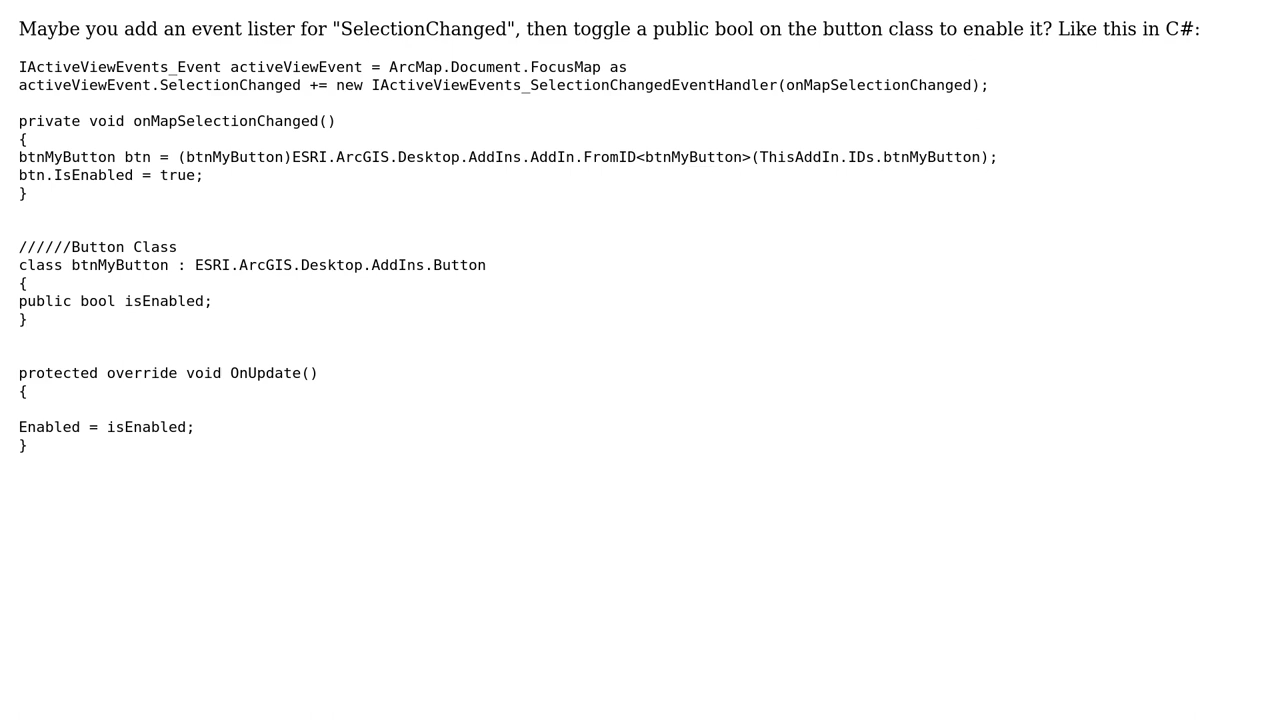 Maybe you add an event lister for "SelectionChanged", then toggle a public bool on the button class to enable it? Like this in C#:
IActiveViewEvents_Event activeViewEvent = ArcMap.Document.FocusMap as
activeViewEvent.SelectionChanged += new IActiveViewEvents_SelectionChangedEventHandler(onMapSelectionChanged);
private void onMapSelectionChanged()
{
btnMyButton btn = (btnMyButton)ESRI.ArcGIS.Desktop.AddIns.AddIn.FromID<btnMyButton>(ThisAddIn.IDs.btnMyButton);
btn.IsEnabled = true;
}
//////Button Class
class btnMyButton : ESRI.ArcGIS.Desktop.AddIns.Button
{
public bool isEnabled;
}
protected override void OnUpdate()
{
Enabled = isEnabled;
}